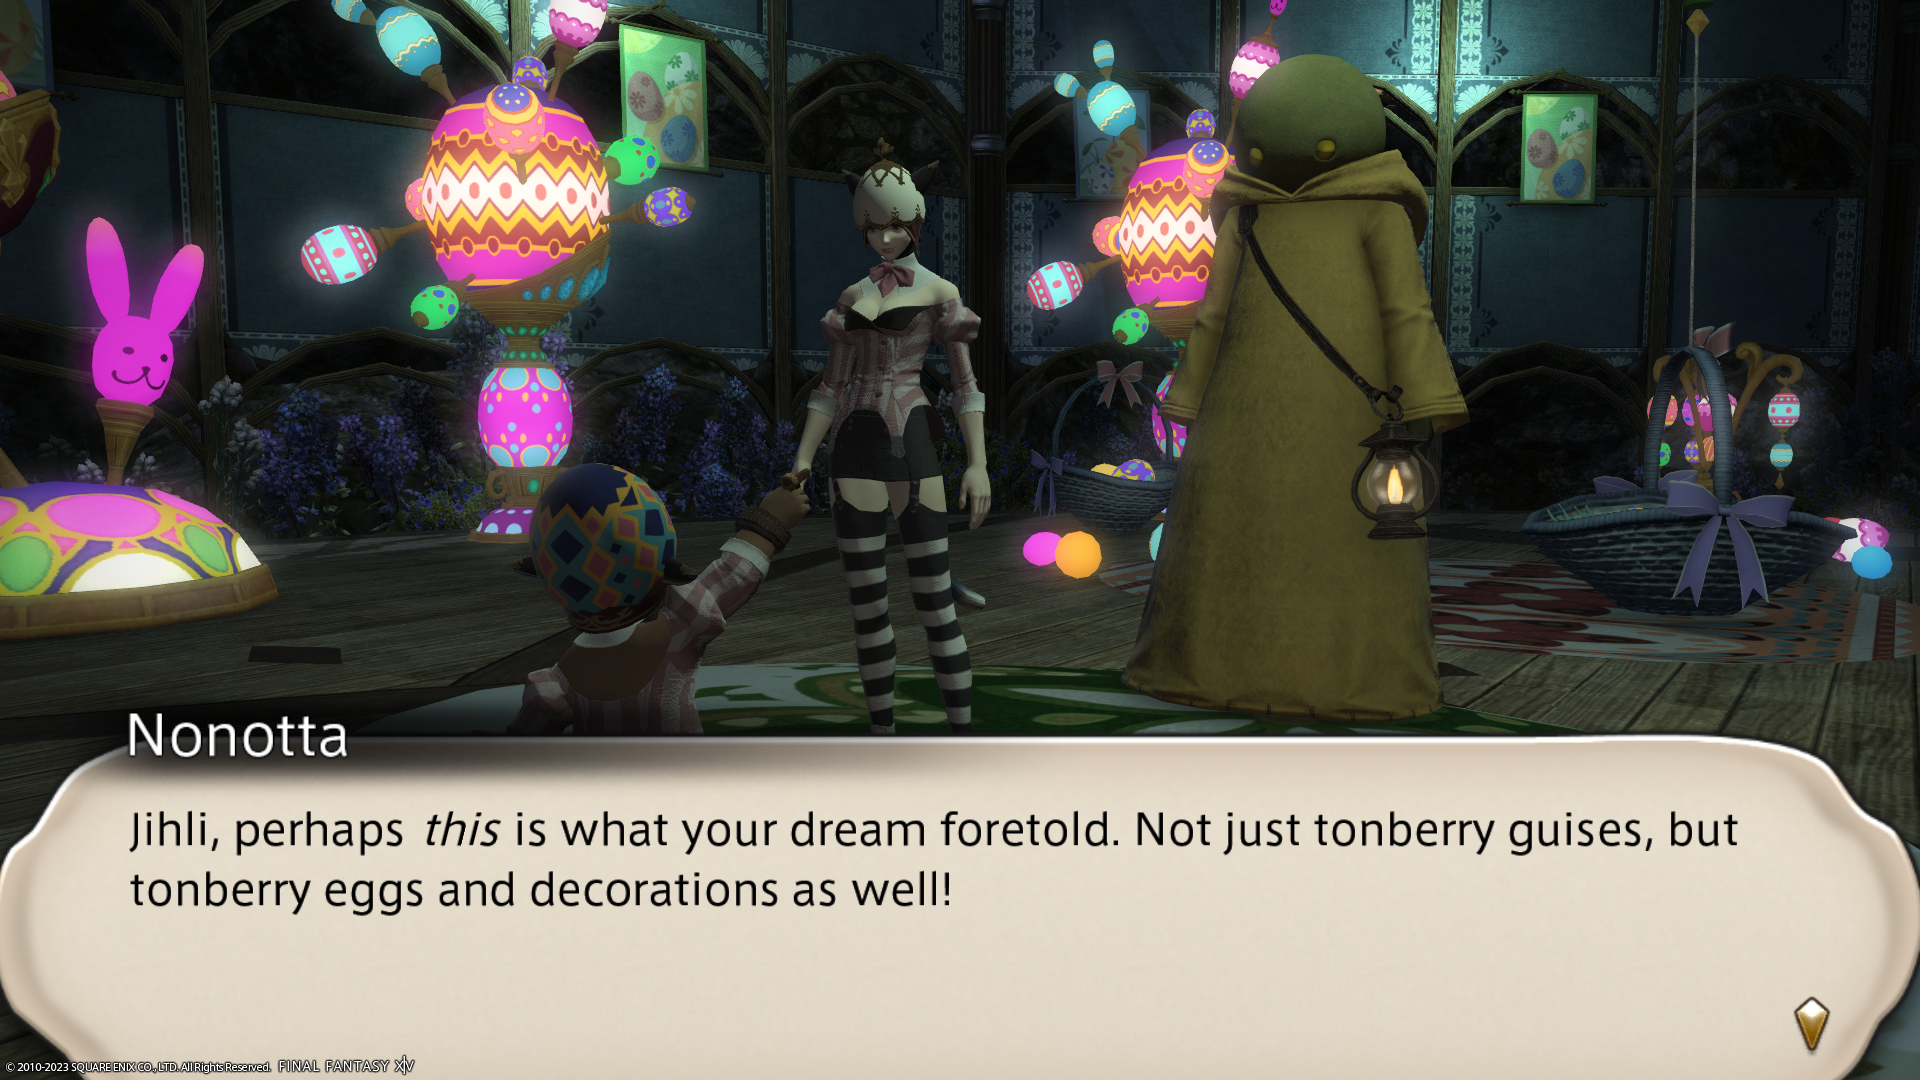 Nonotta
Jihli, perhaps this is what your dream foretold. Not just tonberry guises, but
tonberry eggs and decorations as well!
© 2010-2023 SQUARE ENIX CO., LTD. All Rights Reserved. FINAL FANTASY XIV